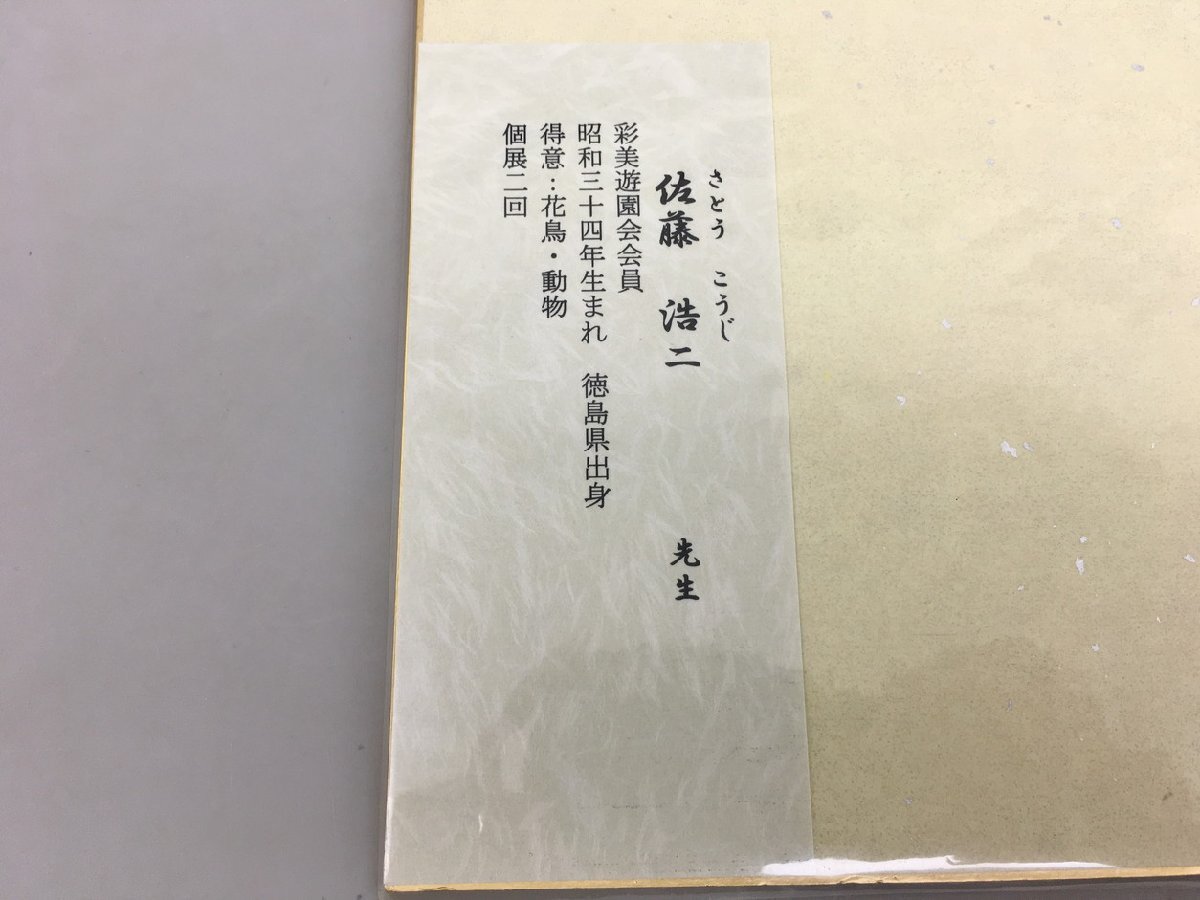 さとう　こうじ
佐藤　浩二　先生
彩美遊園会会員
昭和三十四年生まれ　徳島県出身
得意：花鳥・動物
個展二回